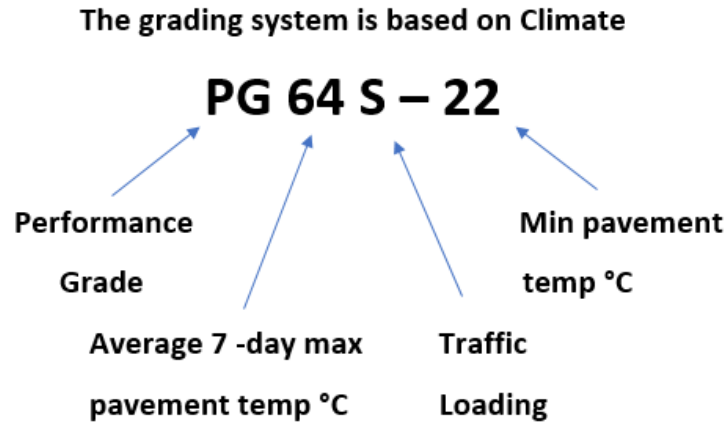 The grading system is based on Climate
PG 64 S – 22
Performance
Grade
Min pavement
temp °C
Average 7 -day max
pavement temp °C
Traffic
Loading